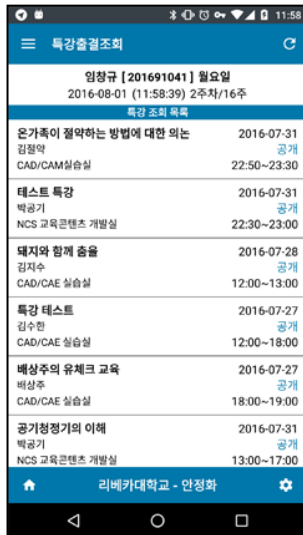 11:58
특강출결조회
임창규 [ 201691041 ] 월요일
2016-08-01 (11:58:39) 2주차/16주
특강 조회 목록
온가족이 절약하는 방법에 대한 의논 2016-07-31
김절약 공개
CAD/CAM실습실 22:50~23:30
테스트 특강 2016-07-31
박공기 공개
NCS 교육콘텐츠 개발실 22:30~23:00
돼지와 함께 춤을 2016-07-28
김지수 공개
CAD/CAE 실습실 12:00~13:00
특강 테스트 2016-07-27
김수한 공개
CAD/CAE 실습실 12:00~18:00
배상주의 유체크 교육 2016-07-27
배상주 공개
CAD/CAE 실습실 18:00~19:00
공기청정기의 이해 2016-07-31
박공기 공개
NCS 교육콘텐츠 개발실 13:00~17:00
리베카대학교 - 안정화